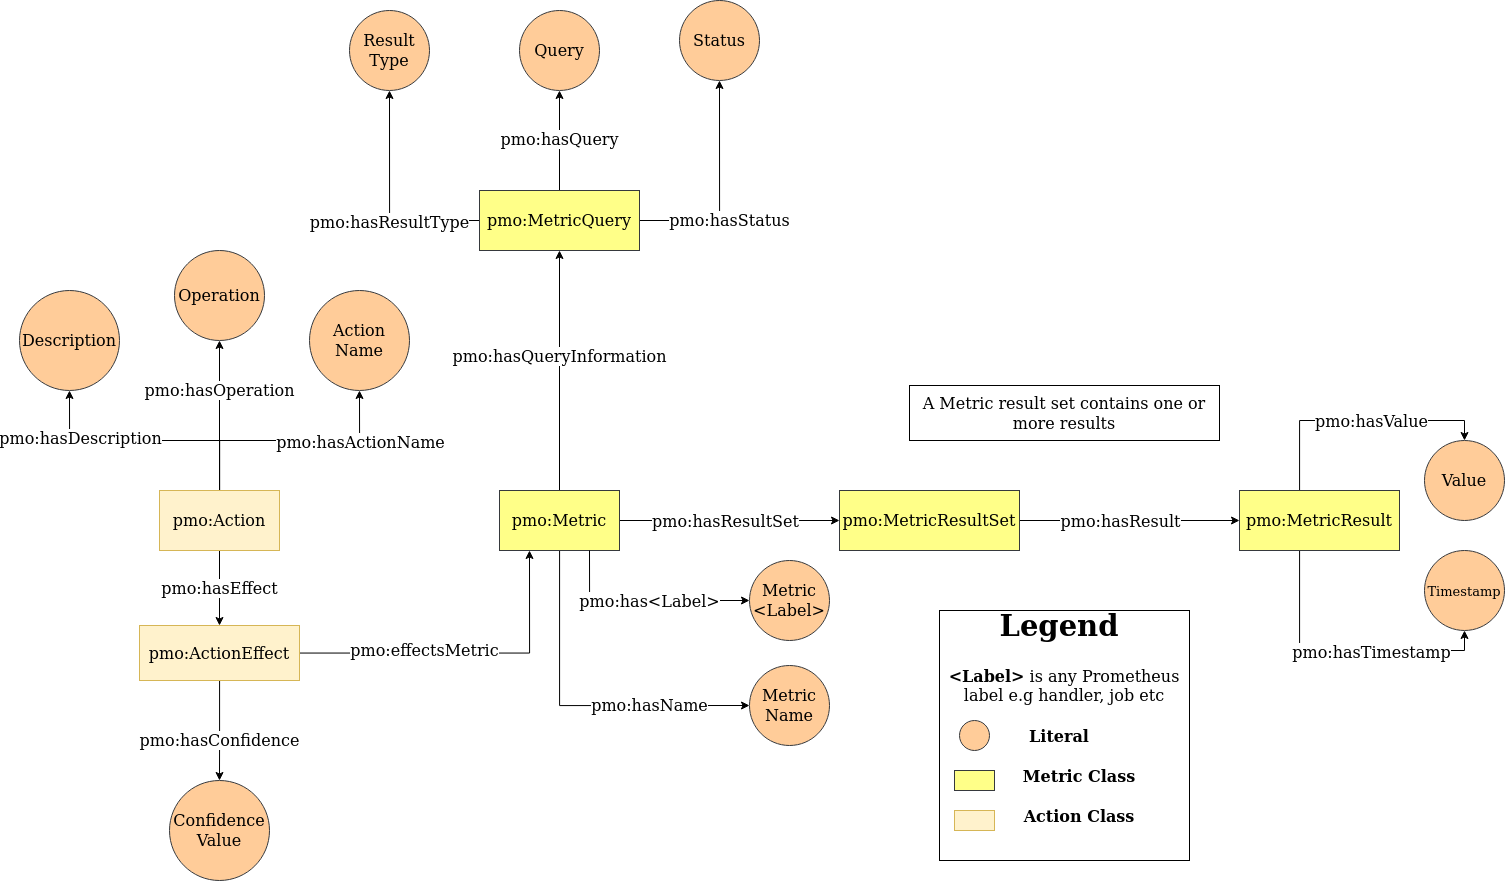 Result
Type
Query
Status
pmo:hasQuery
pmo:hasResultType
pmo:MetricQuery
pmo:hasStatus
Description
Operation
Action
Name
pmo:hasOperation
pmo:hasDescription
pmo:hasActionName
pmo:hasQueryInformation
A Metric result set contains one or
more results
pmo:hasValue
Value
pmo:Action
pmo:Metric
pmo:hasResultSet
pmo:MetricResultSet
pmo:hasResult
pmo:MetricResult
pmo:hasEffect
pmo:has<Label>
Metric
<Label>
Timestamp
pmo:hasTimestamp
pmo:ActionEffect
pmo:effectsMetric
pmo:hasName
Metric
Name
pmo:hasConfidence
Confidence
Value
Legend
<Label> is any Prometheus
label e.g handler, job etc
Literal
Metric Class
Action Class